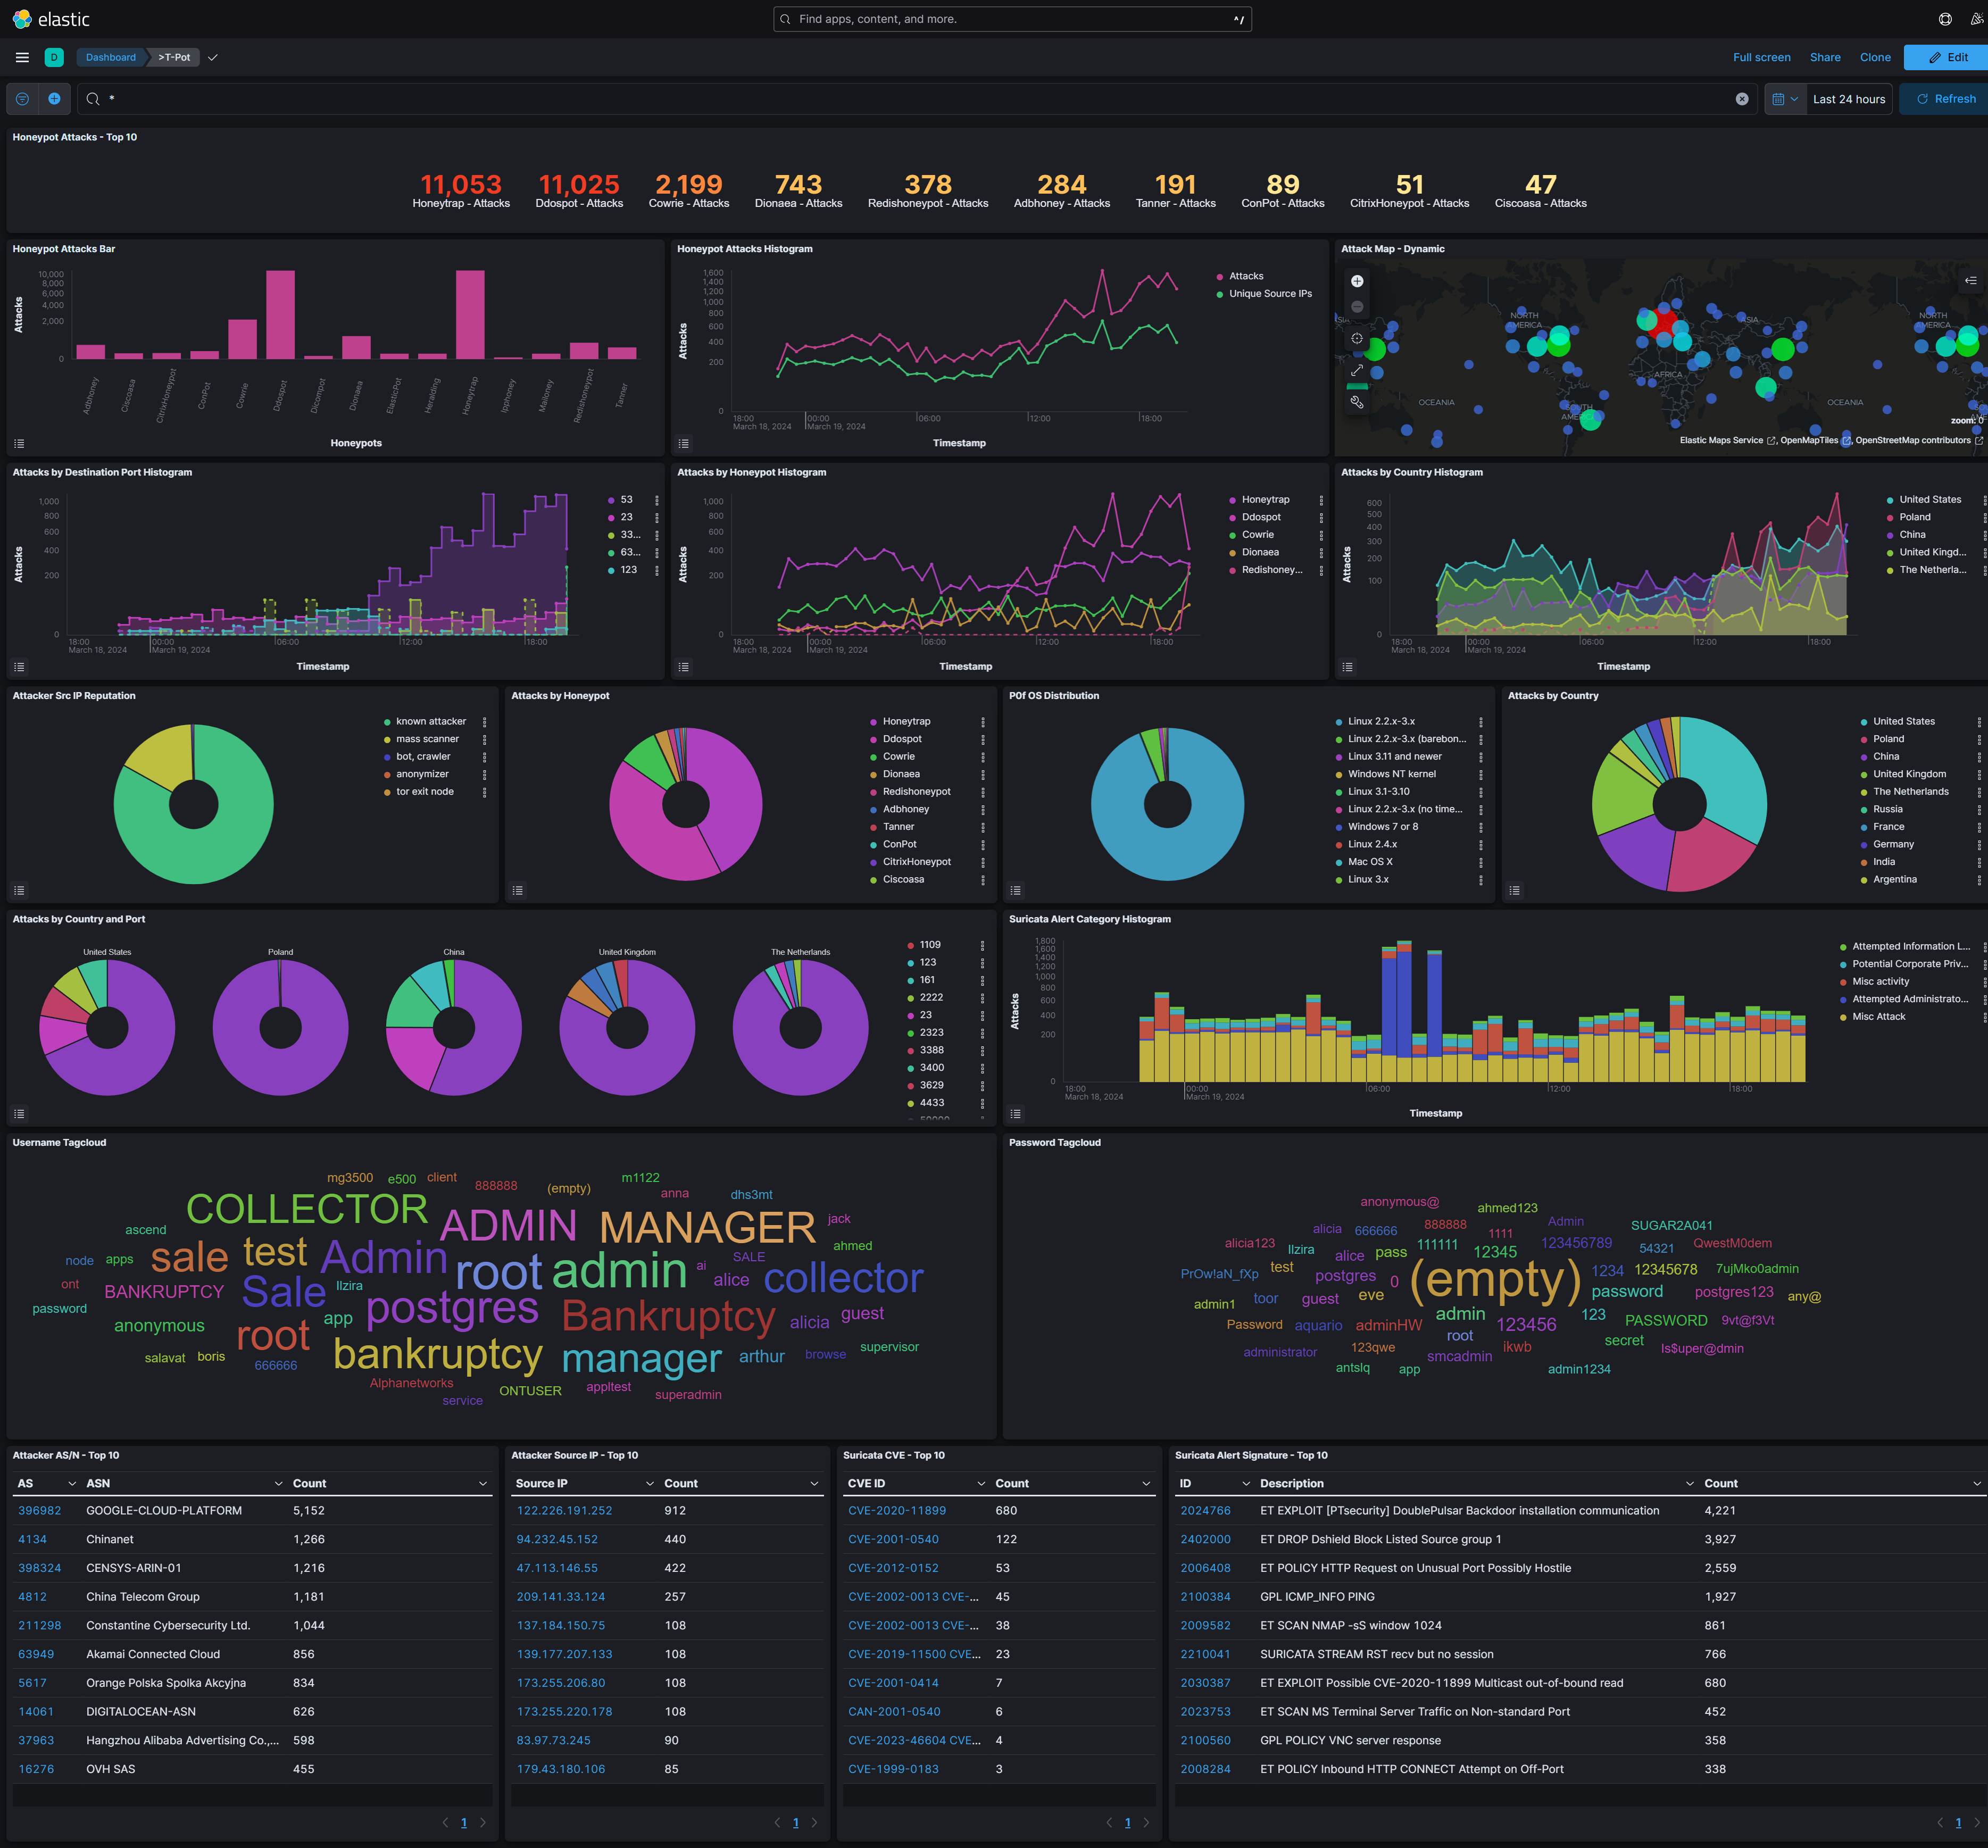 elastic
Find apps, content, and more.
^/
D
Dashboard
>T-Pot
Full screen
Share
Clone
Edit
*
Last 24 hours
Refresh
Honeypot Attacks - Top 10
11,053
Honeytrap - Attacks
11,025
Ddospot - Attacks
2,199
Cowrie - Attacks
743
Dionaea - Attacks
378
Redishoneypot - Attacks
284
Adbhoney - Attacks
191
Tanner - Attacks
89
ConPot - Attacks
51
CitrixHoneypot - Attacks
47
Ciscoasa - Attacks
Honeypot Attacks Bar
Attacks
10,000
8,000
6,000
4,000
2,000
0
Adbhoney
Ciscoasa
CitrixHoneypot
ConPot
Cowrie
Ddospot
Dicompot
Dionaea
ElasticPot
Heralding
Honeytrap
Ipphoney
Mailoney
Redishoneypot
Tanner
Honeypots
Honeypot Attacks Histogram
Attacks
1,600
1,400
1,200
1,000
800
600
400
200
0
18:00
March 18, 2024
00:00
March 19, 2024
06:00
12:00
18:00
Timestamp
Attacks
Unique Source IPs
Attack Map - Dynamic
NORTH
AMERICA
ASIA
NORTH
AMERICA
AFRICA
OCEANIA
SOUTH
OCEANIA
zoom: 0
Elastic Maps Service , OpenMapTiles , OpenStreetMap contributors
Attacks by Destination Port Histogram
Attacks
1,000
800
600
400
200
0
18:00
March 18, 2024
00:00
March 19, 2024
06:00
12:00
18:00
Timestamp
53
23
33...
63...
123
Attacks by Honeypot Histogram
Attacks
1,000
800
600
400
200
0
18:00
March 18, 2024
00:00
March 19, 2024
06:00
12:00
18:00
Timestamp
Honeytrap
Ddospot
Cowrie
Dionaea
Redishoney...
Attacks by Country Histogram
Attacks
600
500
400
300
200
100
0
18:00
March 18, 2024
00:00
March 19, 2024
06:00
12:00
18:00
Timestamp
United States
Poland
China
United Kingd...
The Netherla...
Attacker Src IP Reputation
known attacker
mass scanner
bot, crawler
anonymizer
tor exit node
Attacks by Honeypot
Honeytrap
Ddospot
Cowrie
Dionaea
Redishoneypot
Adbhoney
Tanner
ConPot
CitrixHoneypot
Ciscoasa
P0f OS Distribution
Linux 2.2.x-3.x
Linux 2.2.x-3.x (barebon...
Linux 3.11 and newer
Windows NT kernel
Linux 3.1-3.10
Linux 2.2.x-3.x (no time...
Windows 7 or 8
Linux 2.4.x
Mac OS X
Linux 3.x
Attacks by Country
United States
Poland
China
United Kingdom
The Netherlands
Russia
France
Germany
India
Argentina
Attacks by Country and Port
United States
Poland
China
United Kingdom
The Netherlands
1109
123
161
2222
23
2323
3388
3400
3629
4433
Suricata Alert Category Histogram
Attacks
1,800
1,600
1,400
1,200
1,000
800
600
400
200
0
18:00
March 18, 2024
00:00
March 19, 2024
06:00
12:00
18:00
Timestamp
Attempted Information L...
Potential Corporate Priv...
Misc activity
Attempted Administrato...
Misc Attack
Username Tagcloud
mg3500 e500 client 888888 (empty) m1122 anna dhs3mt
COLLECTOR ADMIN MANAGER jack
ascend ahmed
node apps sale test Admin root admin ai SALE
ont BANKRUPTCY Sale Ilzira alice collector
password app postgres Bankruptcy alicia guest
anonymous root
salavat boris 666666 bankruptcy manager arthur browse supervisor
Alphanetworks ONTUSER appltest superadmin
service
Password Tagcloud
anonymous@ ahmed123
alicia 666666 888888 1111 Admin SUGAR2A041
alicia123 Ilzira alice pass 111111 12345 123456789 54321 QwestM0dem
PrOw!aN_fXp test postgres 0 (empty) 1234 12345678 7ujMko0admin
admin1 toor guest eve password postgres123 any@
Password aquario adminHW admin 123456 123 PASSWORD 9vt@f3Vt
administrator 123qwe root smcadmin ikwb secret Is$uper@dmin
antslq app admin1234
Attacker AS/N - Top 10
AS ASN Count
396982 GOOGLE-CLOUD-PLATFORM 5,152
4134 Chinanet 1,266
398324 CENSYS-ARIN-01 1,216
4812 China Telecom Group 1,181
211298 Constantine Cybersecurity Ltd. 1,044
63949 Akamai Connected Cloud 856
5617 Orange Polska Spolka Akcyjna 834
14061 DIGITALOCEAN-ASN 626
37963 Hangzhou Alibaba Advertising Co.,... 598
16276 OVH SAS 455
1
Attacker Source IP - Top 10
Source IP Count
122.226.191.252 912
94.232.45.152 440
47.113.146.55 422
209.141.33.124 257
137.184.150.75 108
139.177.207.133 108
173.255.206.80 108
173.255.220.178 108
83.97.73.245 90
179.43.180.106 85
1
Suricata CVE - Top 10
CVE ID Count
CVE-2020-11899 680
CVE-2001-0540 122
CVE-2012-0152 53
CVE-2002-0013 CVE-... 45
CVE-2002-0013 CVE-... 38
CVE-2019-11500 CVE... 23
CVE-2001-0414 7
CAN-2001-0540 6
CVE-2023-46604 CVE... 4
CVE-1999-0183 3
1
Suricata Alert Signature - Top 10
ID Description Count
2024766 ET EXPLOIT [PTsecurity] DoublePulsar Backdoor installation communication 4,221
2402000 ET DROP Dshield Block Listed Source group 1 3,927
2006408 ET POLICY HTTP Request on Unusual Port Possibly Hostile 2,559
2100384 GPL ICMP_INFO PING 1,927
2009582 ET SCAN NMAP -sS window 1024 861
2210041 SURICATA STREAM RST recv but no session 766
2030387 ET EXPLOIT Possible CVE-2020-11899 Multicast out-of-bound read 680
2023753 ET SCAN MS Terminal Server Traffic on Non-standard Port 452
2100560 GPL POLICY VNC server response 358
2008284 ET POLICY Inbound HTTP CONNECT Attempt on Off-Port 338
1